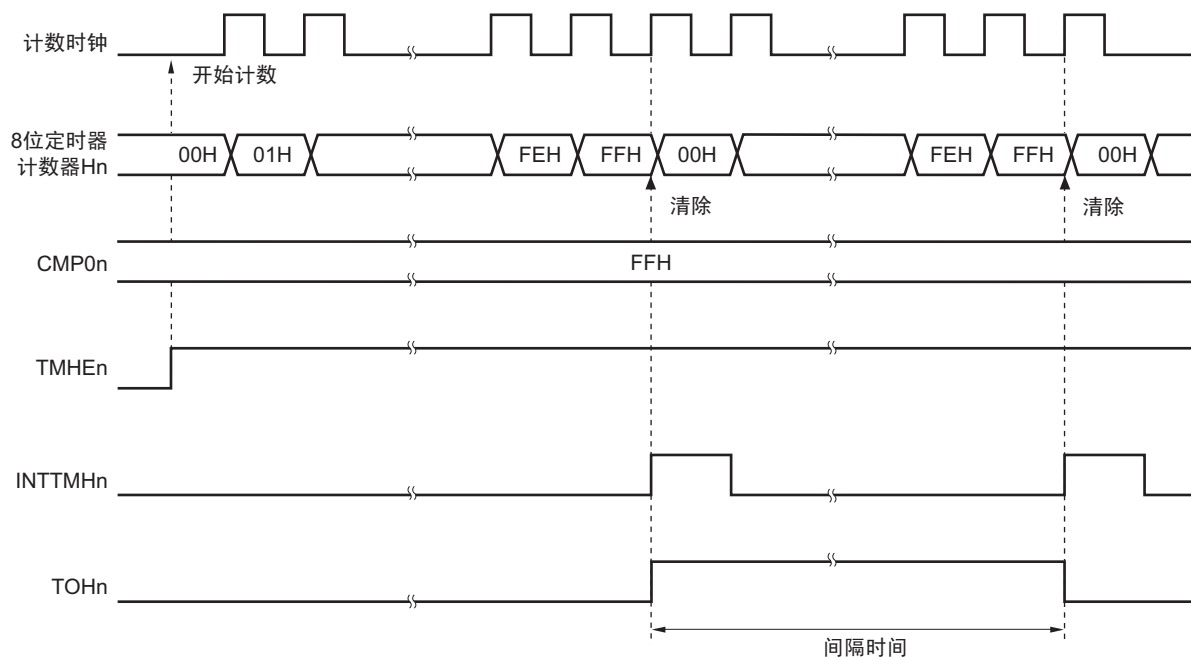 计数时钟
开始计数
8位定时器
计数器Hn
00H 01H FEH FFH 00H FEH FFH 00H
清除 清除
CMP0n FFH
TMHEn
INTTMHn
TOHn
间隔时间